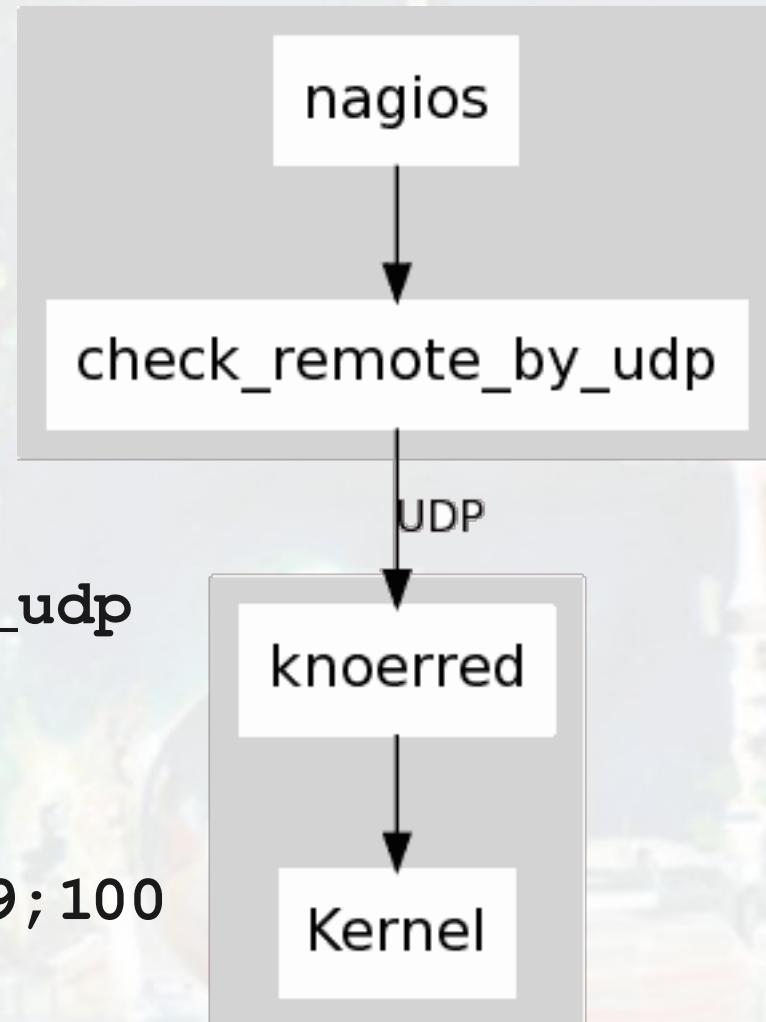 nagios
check_remote_by_udp
UDP
_udp
knoerred
9;100
Kernel